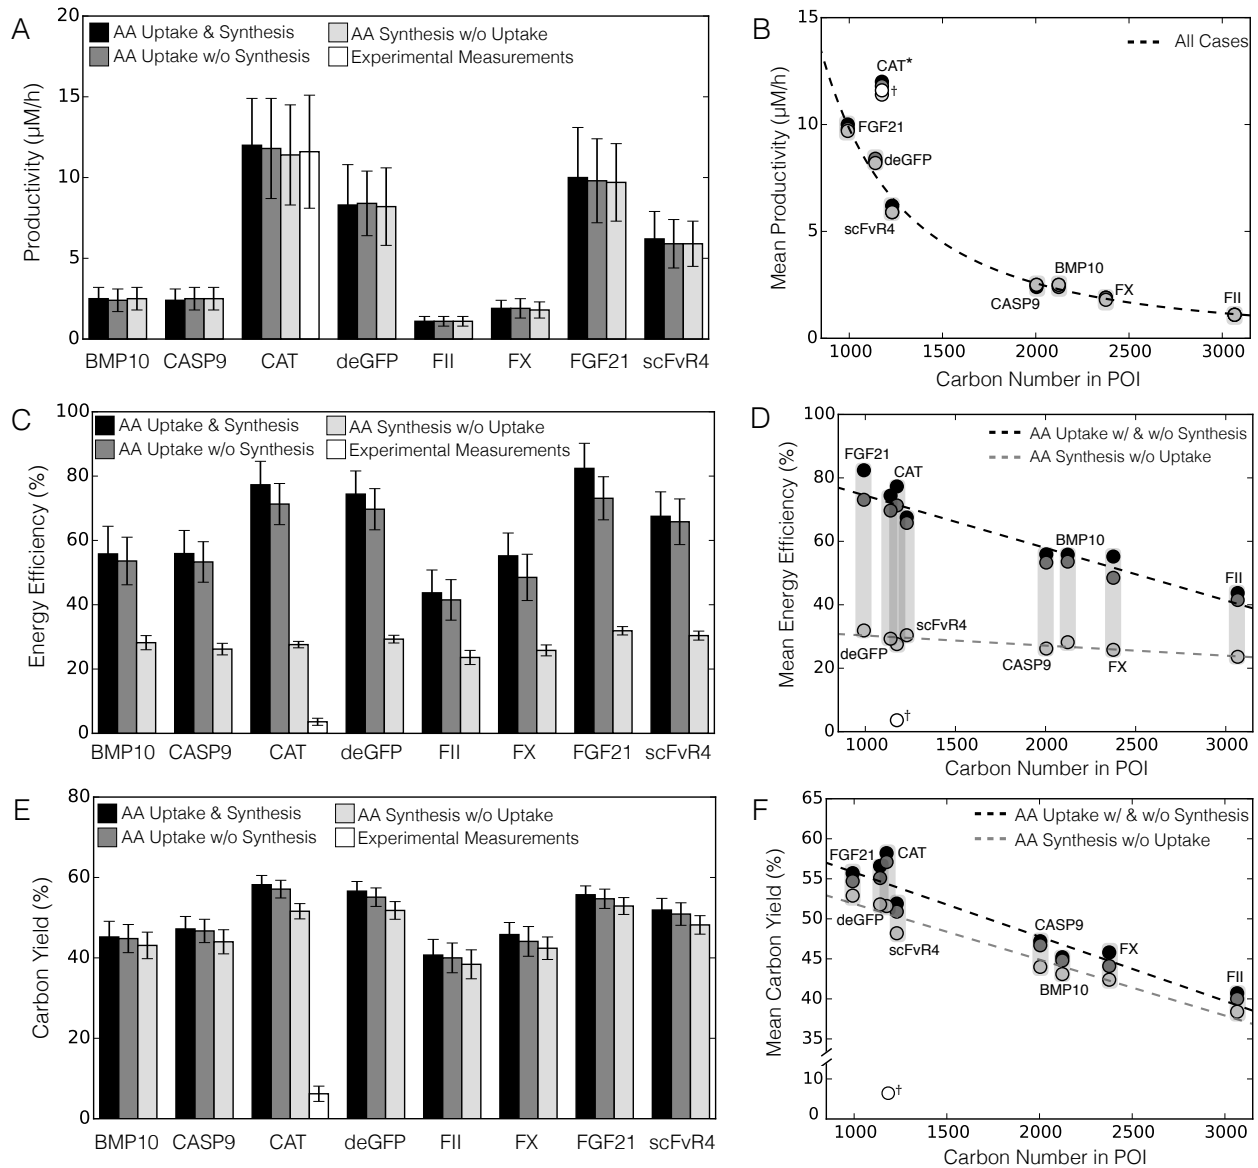 A
20
15
10
5
0
Productivity (µM/h)
AA Uptake & Synthesis
AA Uptake w/o Synthesis
AA Synthesis w/o Uptake
Experimental Measurements
BMP10 CASP9 CAT deGFP FII FX FGF21 scFvR4
B
15
10
5
0
Mean Productivity (µM/h)
All Cases
CAT*
†
FGF21
deGFP
scFvR4
BMP10
CASP9
FX
FII
1000 1500 2000 2500 3000
Carbon Number in POI
C
100
80
60
40
20
0
Energy Efficiency (%)
AA Uptake & Synthesis
AA Uptake w/o Synthesis
AA Synthesis w/o Uptake
Experimental Measurements
BMP10 CASP9 CAT deGFP FII FX FGF21 scFvR4
D
100
80
60
40
20
0
Mean Energy Efficiency (%)
AA Uptake w/ & w/o Synthesis
AA Synthesis w/o Uptake
FGF21
CAT
BMP10
FII
scFvR4
deGFP
CASP9
FX
†
1000 1500 2000 2500 3000
Carbon Number in POI
E
80
60
40
20
0
Carbon Yield (%)
AA Uptake & Synthesis
AA Uptake w/o Synthesis
AA Synthesis w/o Uptake
Experimental Measurements
BMP10 CASP9 CAT deGFP FII FX FGF21 scFvR4
F
65
60
55
50
45
40
35
10
0
Mean Carbon Yield (%)
AA Uptake w/ & w/o Synthesis
AA Synthesis w/o Uptake
FGF21
CAT
deGFP
scFvR4
CASP9
FX
BMP10
FII
†
1000 1500 2000 2500 3000
Carbon Number in POI